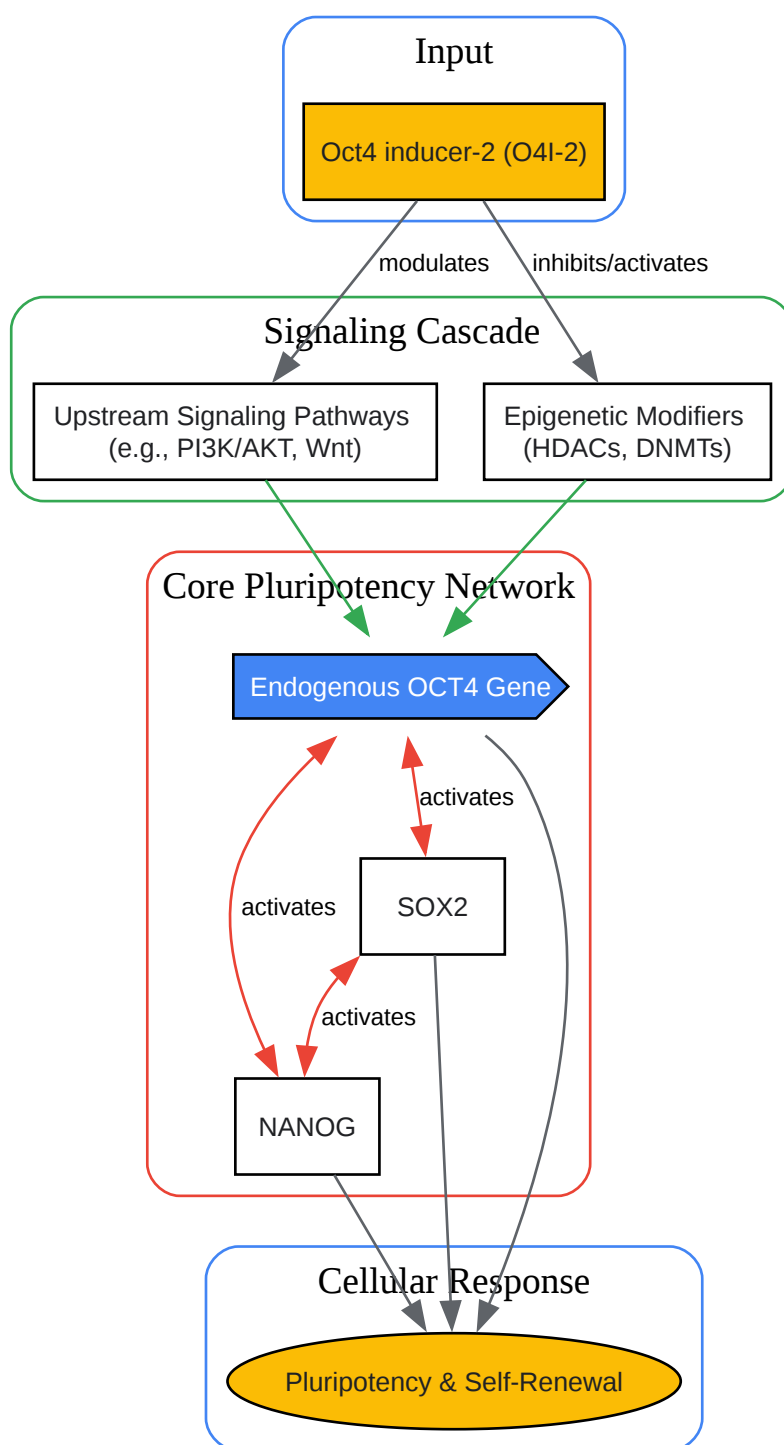 Input
Oct4 inducer-2 (O4I-2)
modulates
inhibits/activates
Signaling Cascade
Upstream Signaling Pathways
(e.g., PI3K/AKT, Wnt)
Epigenetic Modifiers
(HDACs, DNMTs)
Core Pluripotency Network
Endogenous OCT4 Gene
activates
activates
SOX2
activates
NANOG
Cellular Response
Pluripotency & Self-Renewal